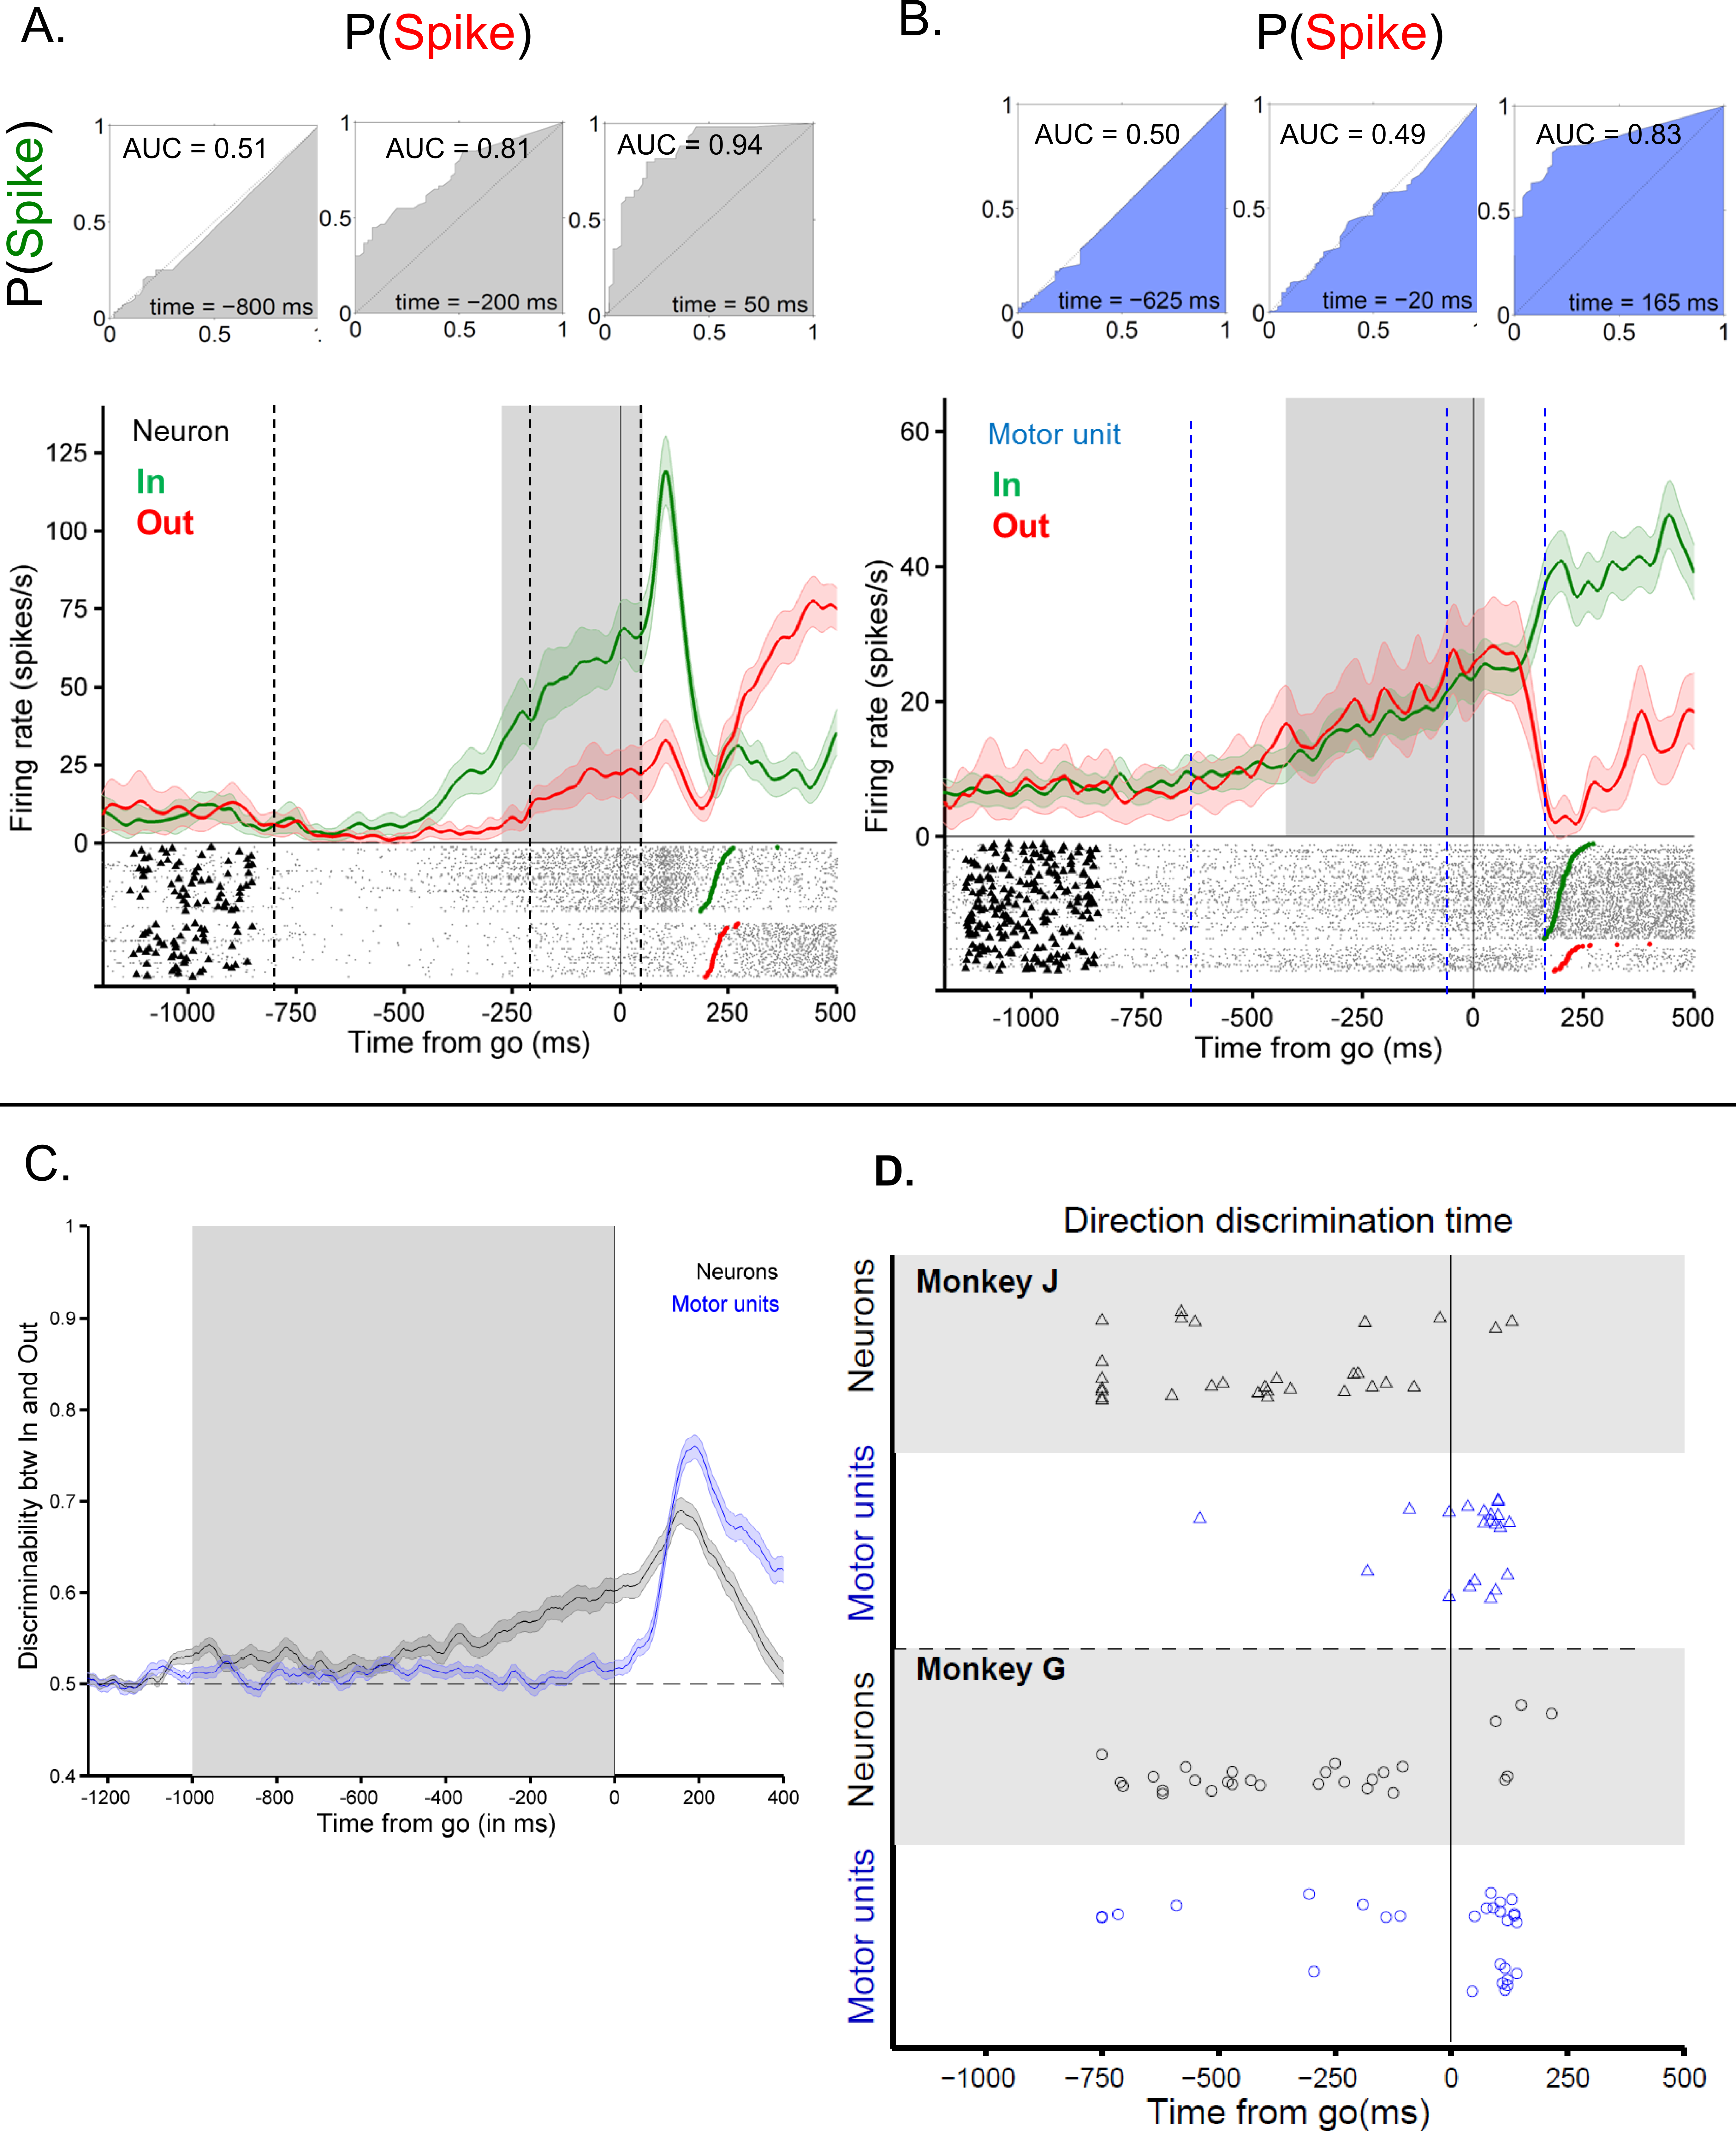 A.
P(Spike)
B.
P(Spike)
P(Spike)
1
0.5
0
AUC = 0.51
time = −800 ms
0
0.5
1
0.5
0
AUC = 0.81
time = −200 ms
0
0.5
1
1
0.5
0
AUC = 0.94
time = 50 ms
0
0.5
1
1
0.5
0
AUC = 0.50
time = −625 ms
0
0.5
1
1
0.5
0
AUC = 0.49
time = −20 ms
0
0.5
1
0.5
0
AUC = 0.83
time = 165 ms
0
0.5
1
Firing rate (spikes/s)
125
100
75
50
25
0
Neuron
In
Out
-1000
-750
-500
-250
0
250
500
Time from go (ms)
Firing rate (spikes/s)
60
40
20
0
Motor unit
In
Out
-1000
-750
-500
-250
0
250
500
Time from go (ms)
C.
Discriminability btw In and Out
1
0.9
0.8
0.7
0.6
0.5
0.4
Neurons
Motor units
-1200
-1000
-800
-600
-400
-200
0
200
400
Time from go (in ms)
D.
Direction discrimination time
Neurons
Monkey J
Motor units
Neurons
Monkey G
Motor units
−1000
−750
−500
−250
0
250
500
Time from go(ms)